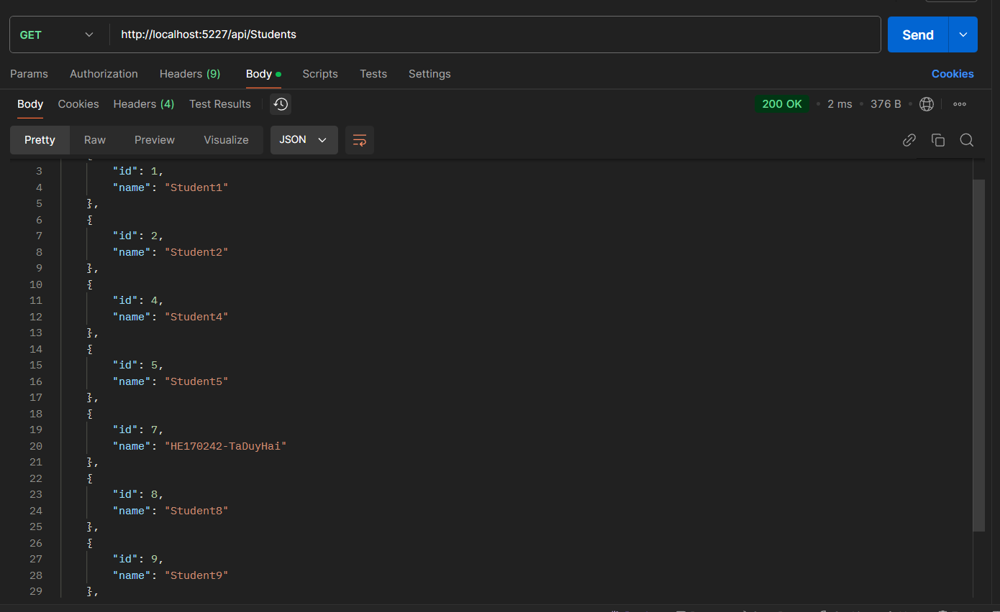 GET http://localhost:5227/api/Students Send
Params Authorization Headers (9) Body Scripts Tests Settings Cookies
Body Cookies Headers (4) Test Results 200 OK 2 ms 376 B
Pretty Raw Preview Visualize JSON
3 "id": 1,
4 "name": "Student1"
5 },
6 {
7 "id": 2,
8 "name": "Student2"
9 },
10 {
11 "id": 4,
12 "name": "Student4"
13 },
14 {
15 "id": 5,
16 "name": "Student5"
17 },
18 {
19 "id": 7,
20 "name": "HE170242-TaDuyHai"
21 },
22 {
23 "id": 8,
24 "name": "Student8"
25 },
26 {
27 "id": 9,
28 "name": "Student9"
29 },